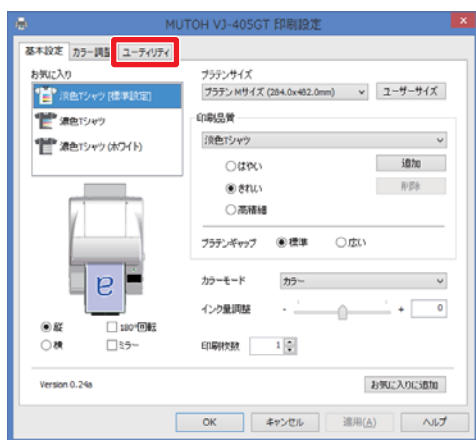 MUTOH VJ-405GT 印刷設定
基本設定 カラー調整 ユーティリティ
お気に入り
淡色Tシャツ [標準設定]
濃色Tシャツ
濃色Tシャツ (ホワイト)
a
縦
180°回転
横
ミラー
プラテンサイズ
プラテン Mサイズ (284.0x482.0mm)
ユーザーサイズ
印刷品質
淡色Tシャツ
はやい
追加
きれい
削除
高精細
プラテンギャップ 標準 広い
カラーモード カラー
インク量調整 - + 0
印刷枚数 1
Version 0.24a
お気に入りに追加
OK キャンセル 適用(A) ヘルプ